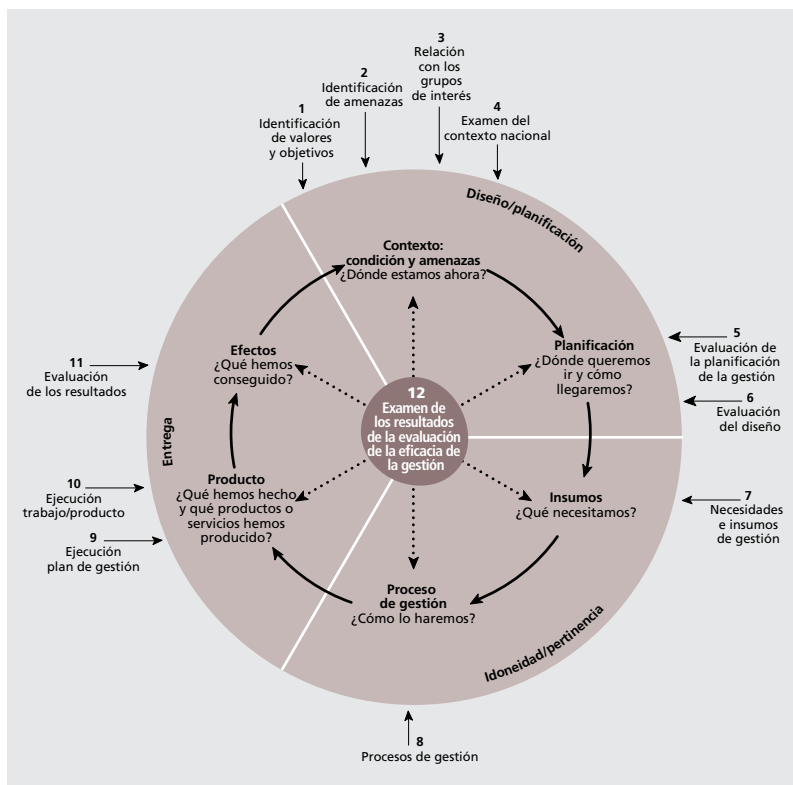 1
Identificación
de valores
y objetivos
2
Identificación
de amenazas
3
Relación
con los
grupos
de interés
4
Examen del
contexto nacional
Diseño/planificación
Contexto:
condición y amenazas
¿Dónde estamos ahora?
Planificación
¿Dónde queremos
ir y cómo
llegaremos?
5
Evaluación de
la planificación
de la gestión
6
Evaluación
del diseño
Efectos
¿Qué hemos
conseguido?
11
Evaluación
de los resultados
Entrega
12
Examen de
los resultados
de la evaluación
de la eficacia de
la gestión
Producto
¿Qué hemos hecho
y qué productos o
servicios hemos
producido?
10
Ejecución
trabajo/producto
9
Ejecución
plan de gestión
Insumos
¿Qué necesitamos?
7
Necesidades
e insumos
de gestión
Proceso
de gestión
¿Cómo lo haremos?
Idoneidad/pertinencia
8
Procesos de gestión